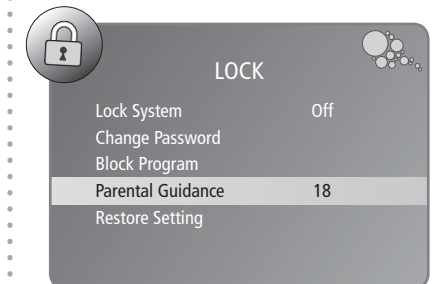 LOCK
Lock System Off
Change Password
Block Program
Parental Guidance 18
Restore Setting